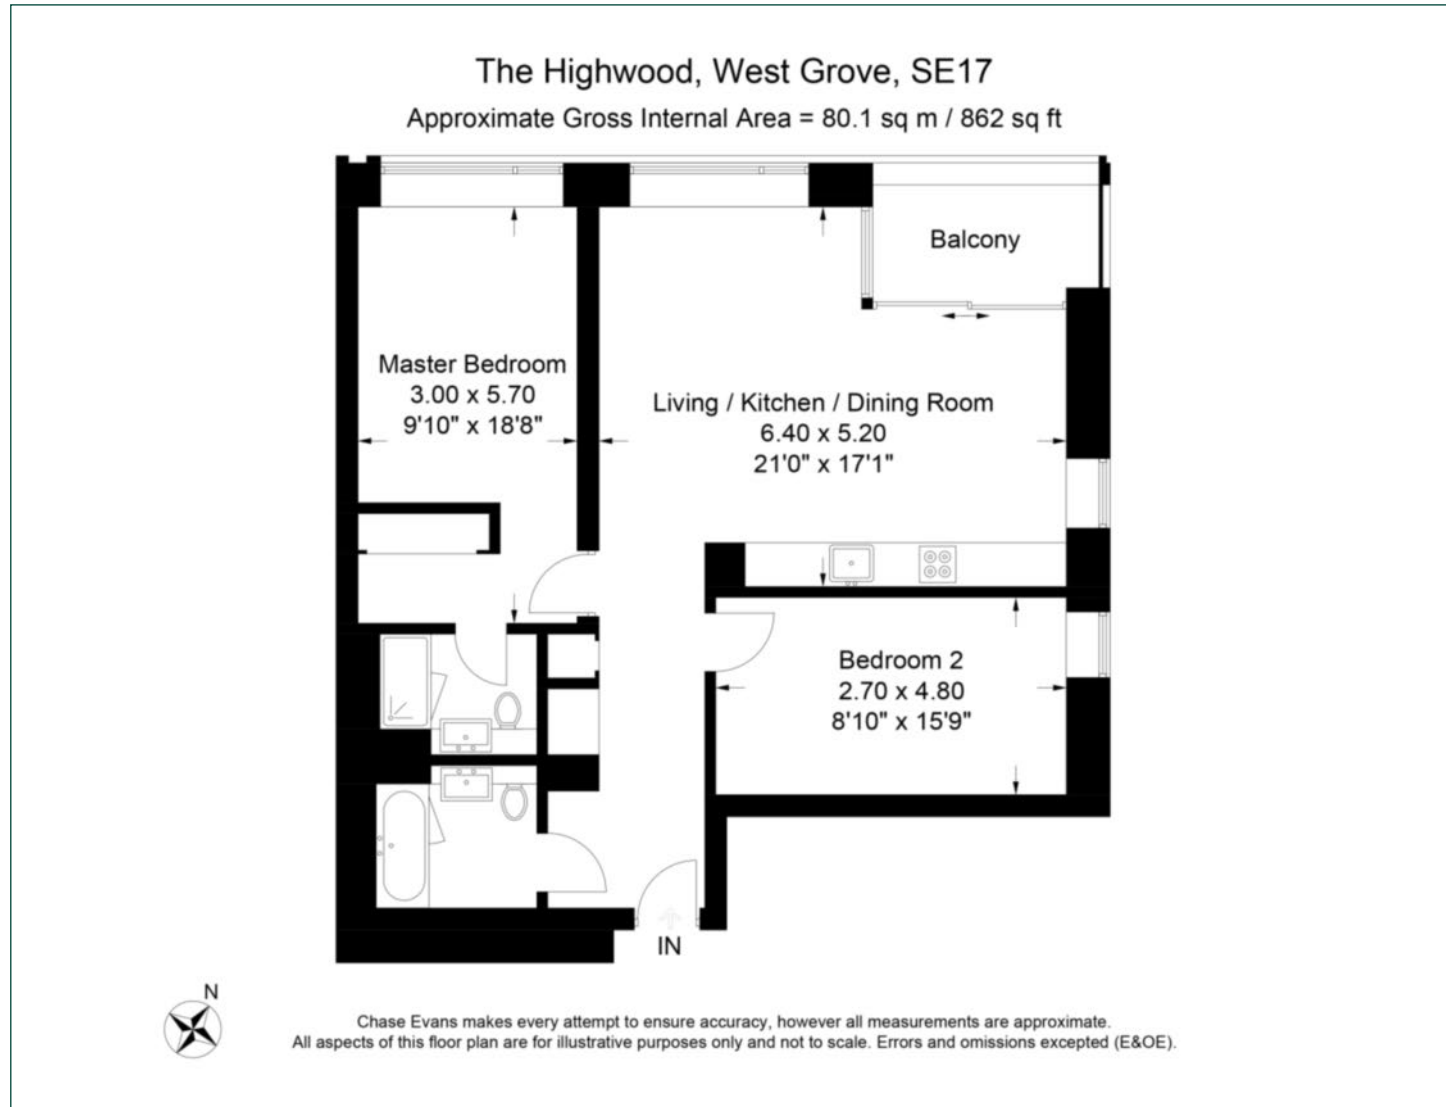 The Highwood, West Grove, SE17
Approximate Gross Internal Area = 80.1 sq m / 862 sq ft
Balcony
Master Bedroom
3.00 x 5.70
9'10" x 18'8"
Living / Kitchen / Dining Room
6.40 x 5.20
21'0" x 17'1"
Bedroom 2
2.70 x 4.80
8'10" x 15'9"
IN
N
Chase Evans makes every attempt to ensure accuracy, however all measurements are approximate.
All aspects of this floor plan are for illustrative purposes only and not to scale. Errors and omissions excepted (E&OE).